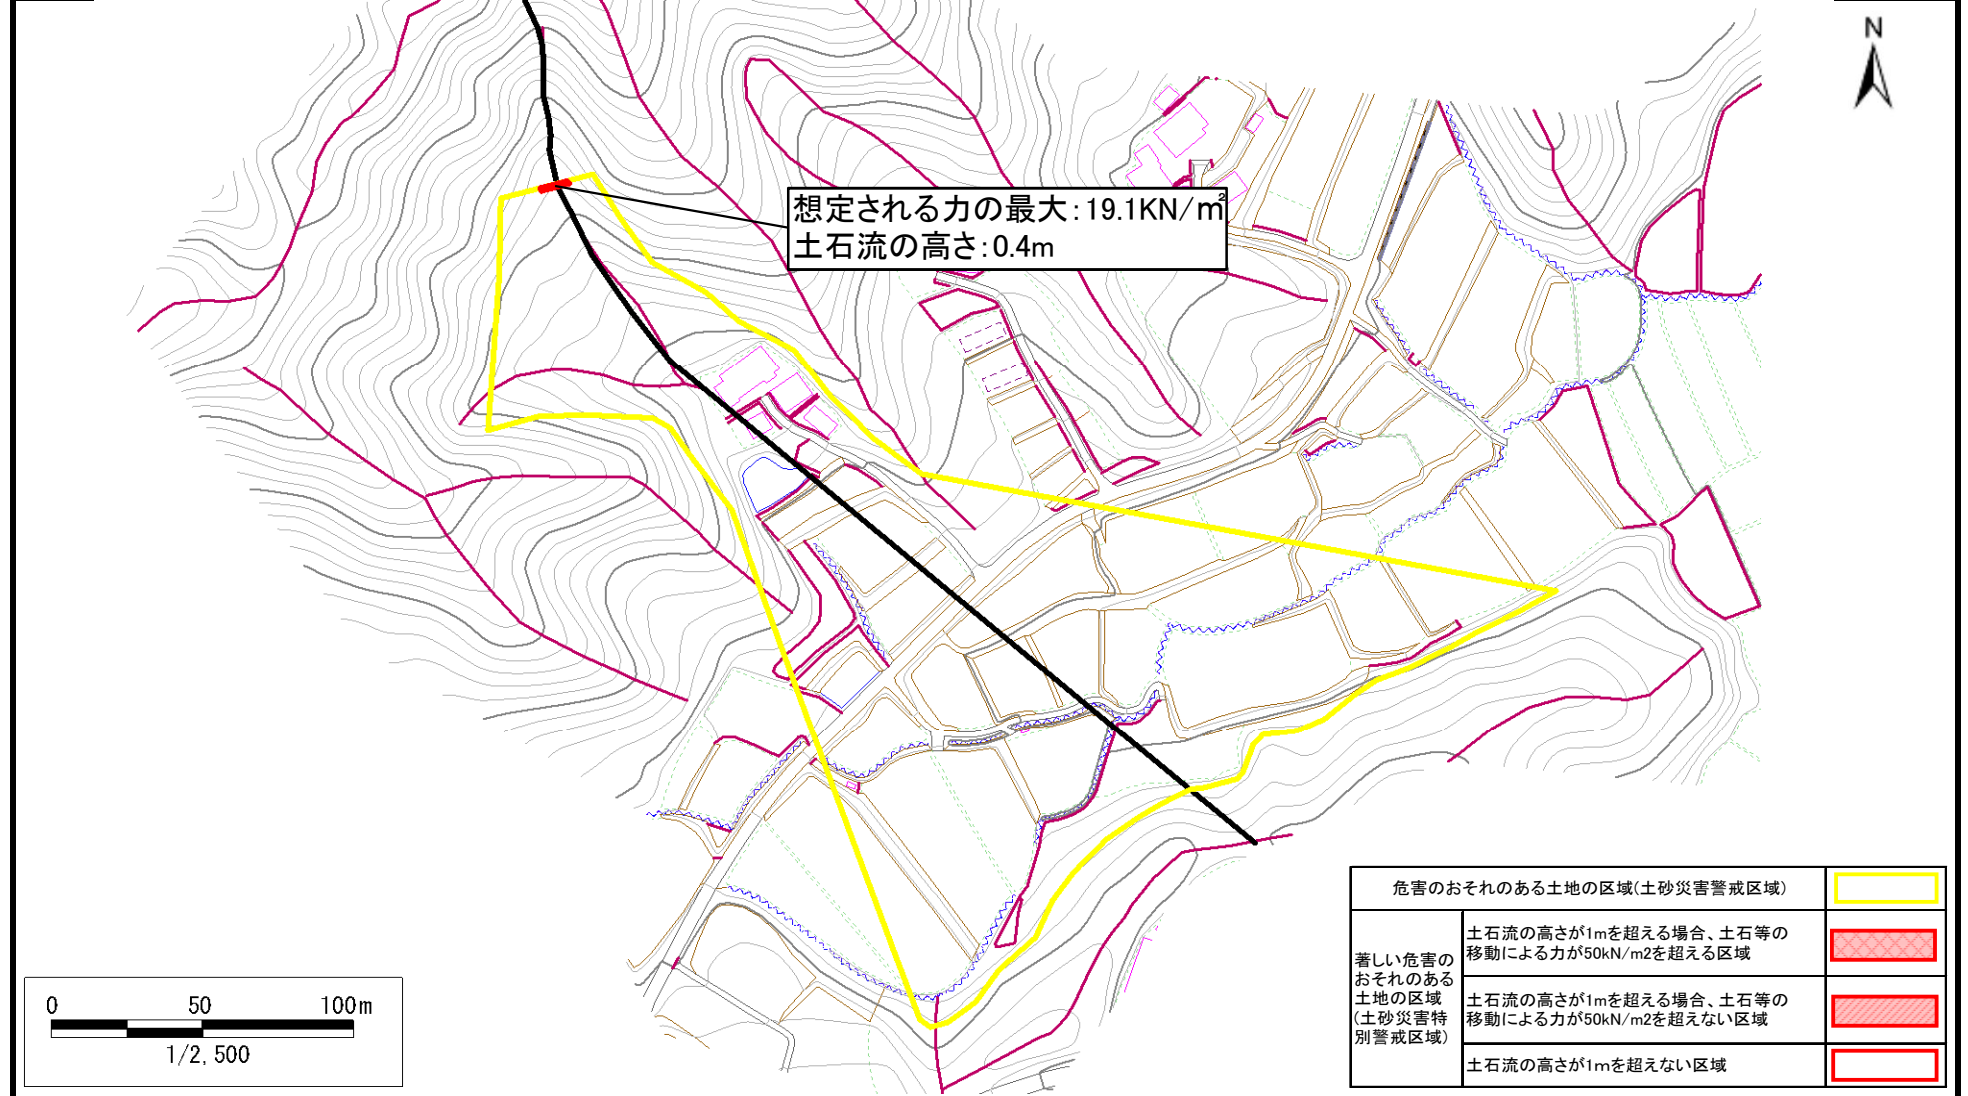 N
想定される力の最大:19.1KN/㎡
土石流の高さ:0.4m
危害のおそれのある土地の区域(土砂災害警戒区域)
著しい危害の
おそれのある
土地の区域
(土砂災害特
別警戒区域)
土石流の高さが1mを超える場合、土石等の
移動による力が50kN/m2を超える区域
土石流の高さが1mを超える場合、土石等の
移動による力が50kN/m2を超えない区域
土石流の高さが1mを超えない区域
0 50 100m
1/2,500